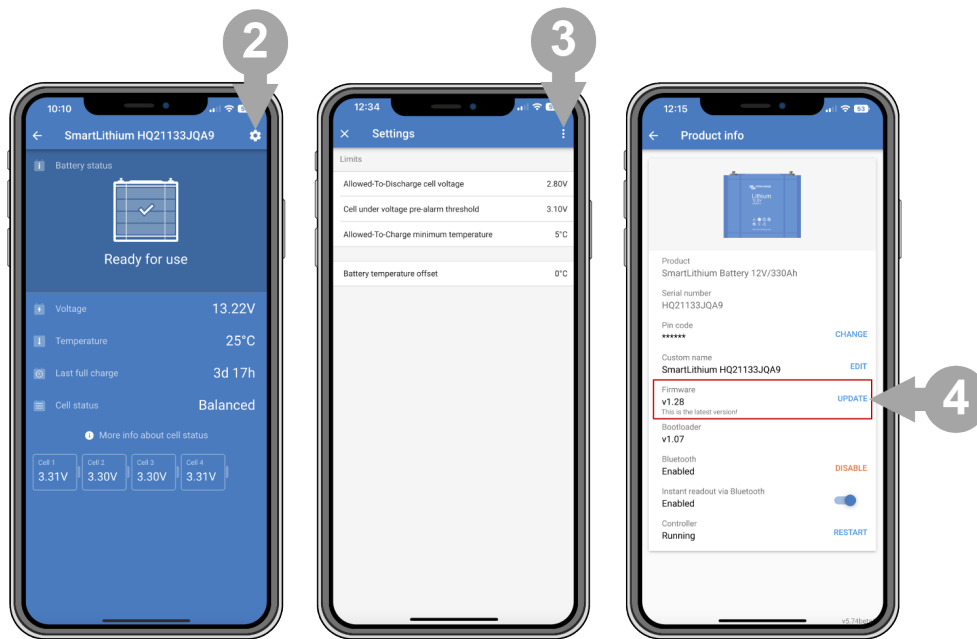 2
10:10
SmartLithium HQ21133JQA9
Battery status
Ready for use
Voltage 13.22V
Temperature 25°C
Last full charge 3d 17h
Cell status Balanced
More info about cell status
Cell 1 Cell 2 Cell 3 Cell 4
3.31V 3.30V 3.30V 3.31V
3
12:34
Settings
Limits
Allowed-To-Discharge cell voltage 2.80V
Cell under voltage pre-alarm threshold 3.10V
Allowed-To-Charge minimum temperature 5°C
Battery temperature offset 0°C
12:15 53
Product info
Lithium
Product
SmartLithium Battery 12V/330Ah
Serial number
HQ21133JQA9
Pin code
****** CHANGE
Custom name
SmartLithium HQ21133JQA9 EDIT
Firmware
v1.28 UPDATE
This is the latest version!
4
Bootloader
v1.07
Bluetooth
Enabled DISABLE
Instant readout via Bluetooth
Enabled
Controller
Running RESTART